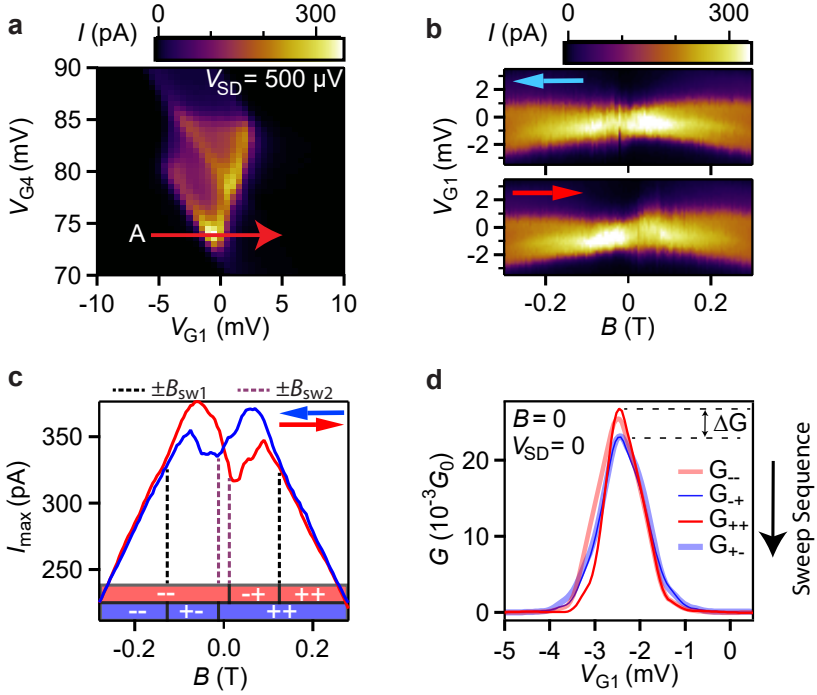 a
I (pA)
0
300
V_SD = 500 µV
A
90
85
80
75
70
V_G4 (mV)
-10
-5
0
5
10
V_G1 (mV)
b
I (pA)
0
300
2
0
-2
2
0
-2
V_G1 (mV)
-0.2
0
0.2
B (T)
c
±B_sw1
±B_sw2
350
300
250
I_max (pA)
--
-+
++
--
+-
++
-0.2
0.0
0.2
B (T)
d
B = 0
V_SD = 0
ΔG
G_--
G_-+
G_++
G_+-
20
10
0
G (10⁻³G₀)
-5
-4
-3
-2
-1
0
V_G1 (mV)
Sweep Sequence